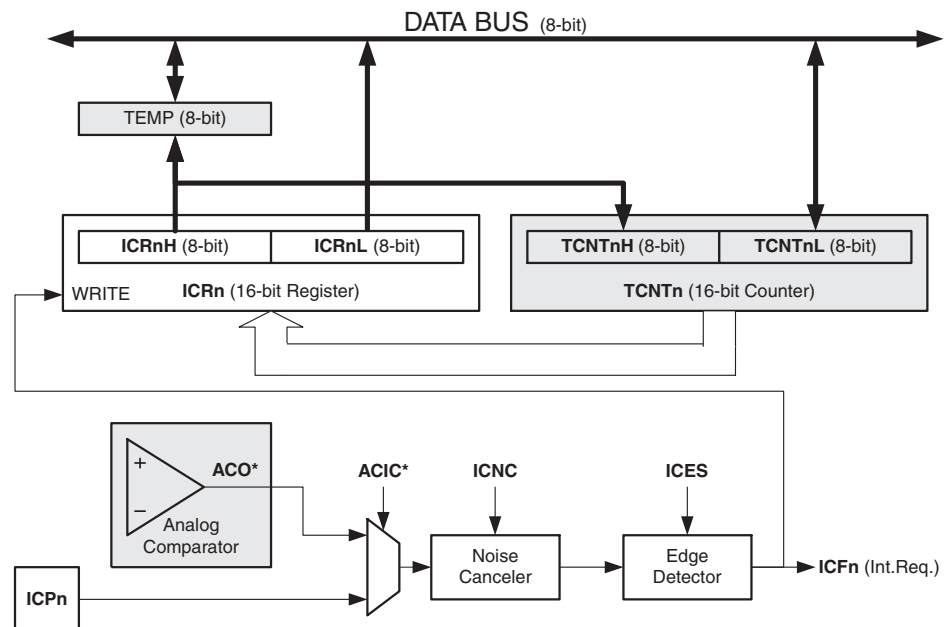 DATA BUS (8-bit)
TEMP (8-bit)
ICRnH (8-bit)
ICRnL (8-bit)
TCNTnH (8-bit)
TCNTnL (8-bit)
WRITE
ICRn (16-bit Register)
TCNTn (16-bit Counter)
+
−
ACO*
Analog
Comparator
ACIC*
ICNC
ICES
Noise
Canceler
Edge
Detector
ICFn (Int.Req.)
ICPn